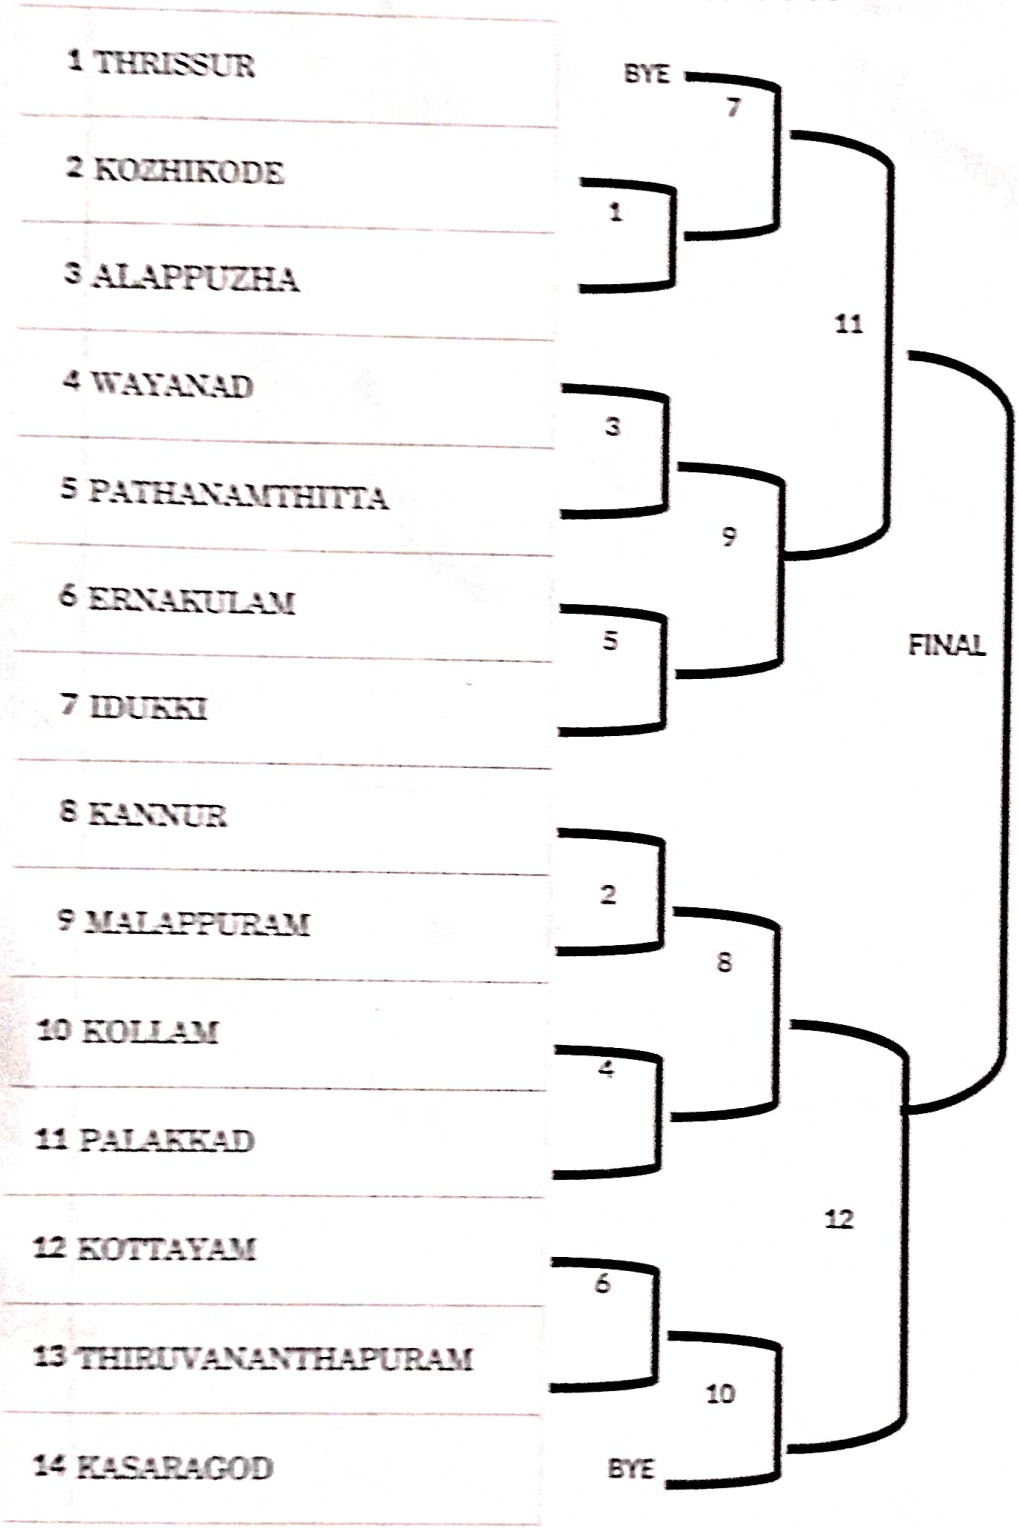 1 THRISSUR BYE
7
2 KOZHIKODE
1
3 ALAPPUZHA
11
4 WAYANAD
3
5 PATHANAMTHITTA
9
6 ERNAKULAM
5
FINAL
7 IDUKKI
8 KANNUR
2
9 MALAPPURAM
8
10 KOLLAM
4
11 PALAKKAD
12
12 KOTTAYAM
6
13 THIRUVANANTHAPURAM
10
14 KASARAGOD BYE